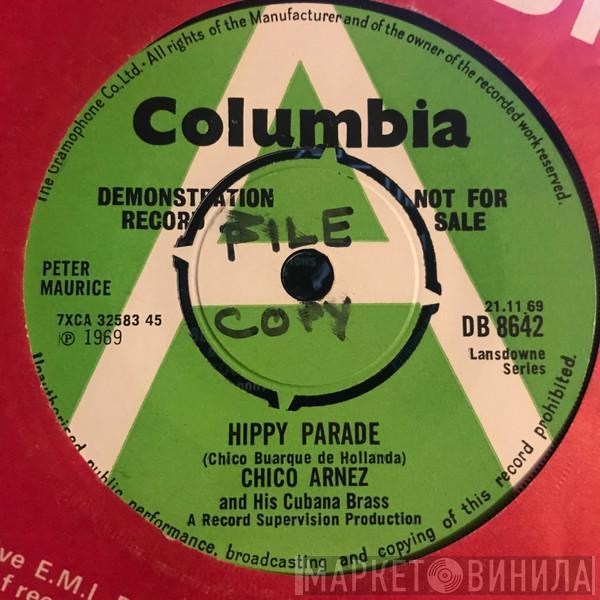 The Gramophone Co. Ltd. · All rights of the Manufacturer and of the owner of the recorded work reserved.
Columbia
DEMONSTRATION
RECORD
NOT FOR
SALE
FILE
COPY
PETER
MAURICE
7XCA 32583 45
℗ 1969
21.11.69
DB 8642
Lansdowne
Series
HIPPY PARADE
(Chico Buarque de Hollanda)
CHICO ARNEZ
and His Cubana Brass
A Record Supervision Production
Unauthorised public performance, broadcasting and copying of this record prohibited.
E.M.I.
МАРКЕТ ВИНИЛА